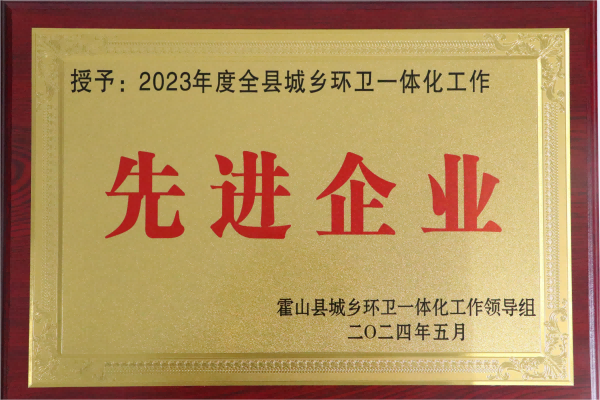 授予：2023年度全县城乡环卫一体化工作
先进企业
霍山县城乡环卫一体化工作领导组
二〇二四年五月